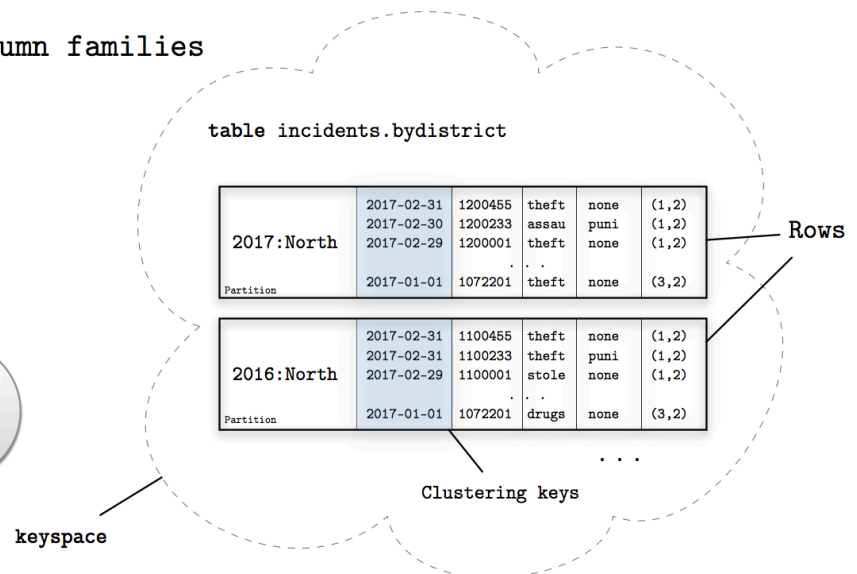 umn families
table incidents.bydistrict
2017-02-31 1200455 theft none (1,2)
2017-02-30 1200233 assau puni (1,2)
2017:North 2017-02-29 1200001 theft none (1,2)
. . .
Partition 2017-01-01 1072201 theft none (3,2)
Rows
2017-02-31 1100455 theft none (1,2)
2017-02-31 1100233 theft puni (1,2)
2016:North 2017-02-29 1100001 stole none (1,2)
. . .
Partition 2017-01-01 1072201 drugs none (3,2)
. . .
Clustering keys
keyspace